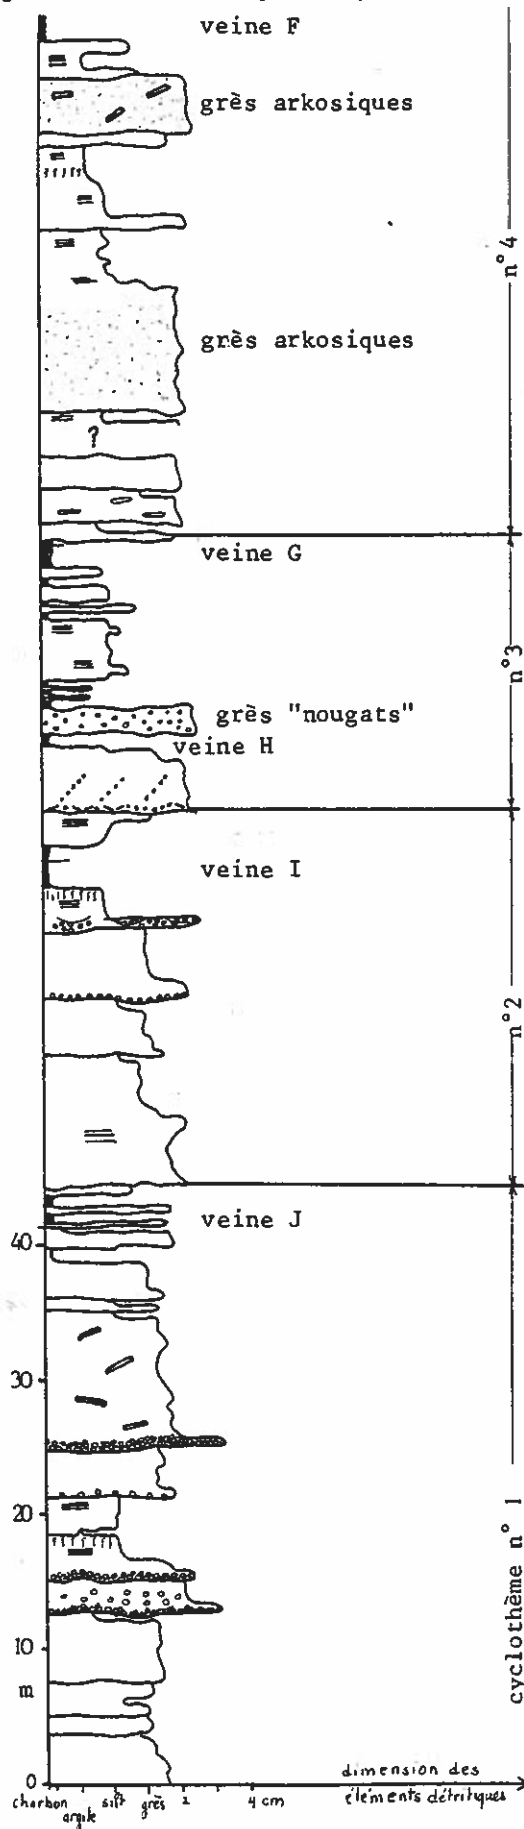 veine F
grès arkosiques
n°4
grès arkosiques
?
veine G
n°3
grès "nougats"
veine H
veine I
n°2
veine J
40
30
20
cyclothème n° 1
10
m
0
dimension des
éléments détritiques
charbon argile silt grès 2 4 cm